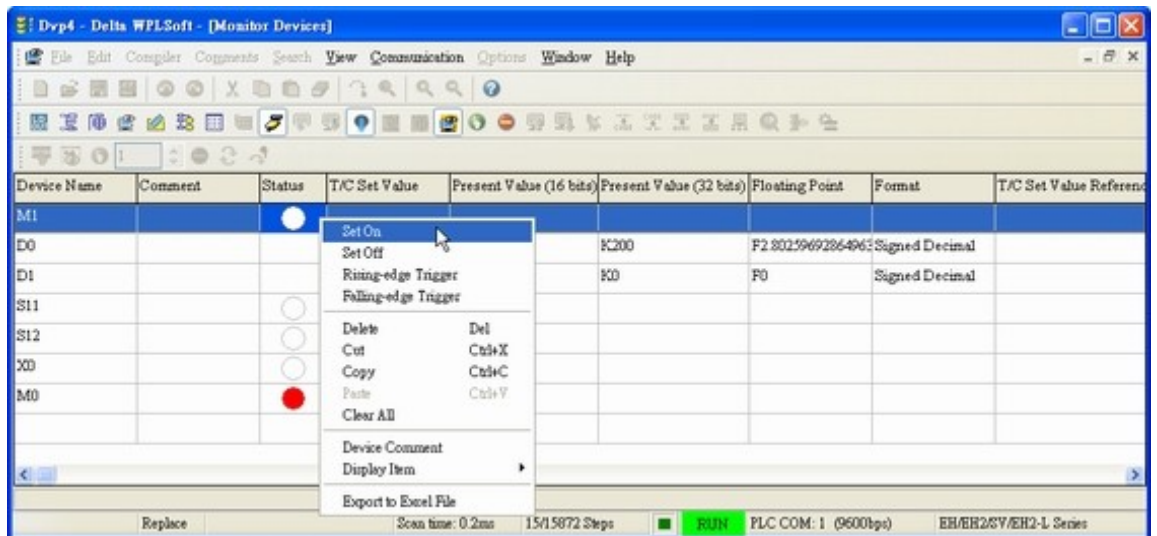 Dvp4 - Delta WPLSoft - [Monitor Devices]
File Edit Compiler Comments Search View Communication Options Window Help
1
Device Name Comment Status T/C Set Value Present Value (16 bits) Present Value (32 bits) Floating Point Format T/C Set Value Referenc
M1
D0 K200 F2.80259692864963 Signed Decimal
D1 K0 F0 Signed Decimal
S11
S12
X0
M0
Set On
Set Off
Rising-edge Trigger
Falling-edge Trigger
Delete Del
Cut Ctrl+X
Copy Ctrl+C
Paste Ctrl+V
Clear All
Device Comment
Display Item
Export to Excel File
Replace Scan time: 0.2ms 15/15872 Steps RUN PLC COM: 1 (9600bps) EH/EH2/SV/EH2-L Series